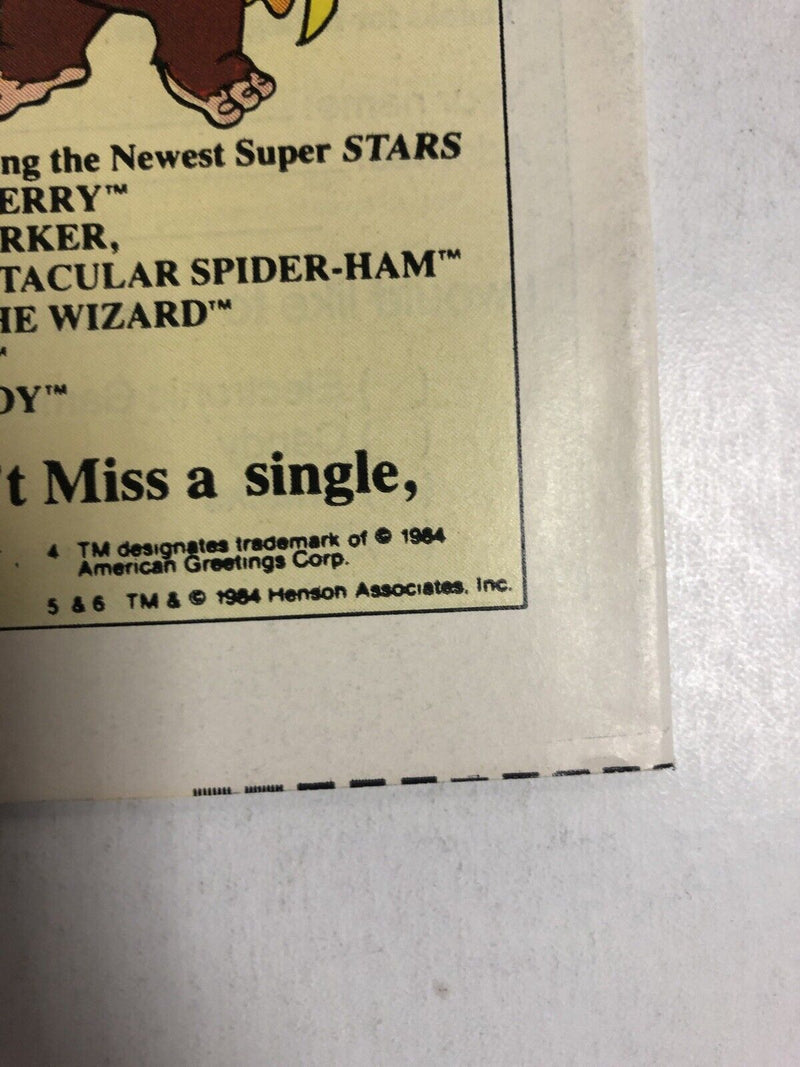 ng the Newest Super STARS
ERRY™
RKER,
TACULAR SPIDER-HAM™
HE WIZARD™
DY™
't Miss a single,
4 TM designates trademark of © 1984
American Greetings Corp.
5 & 6 TM & © 1984 Henson Associates, Inc.